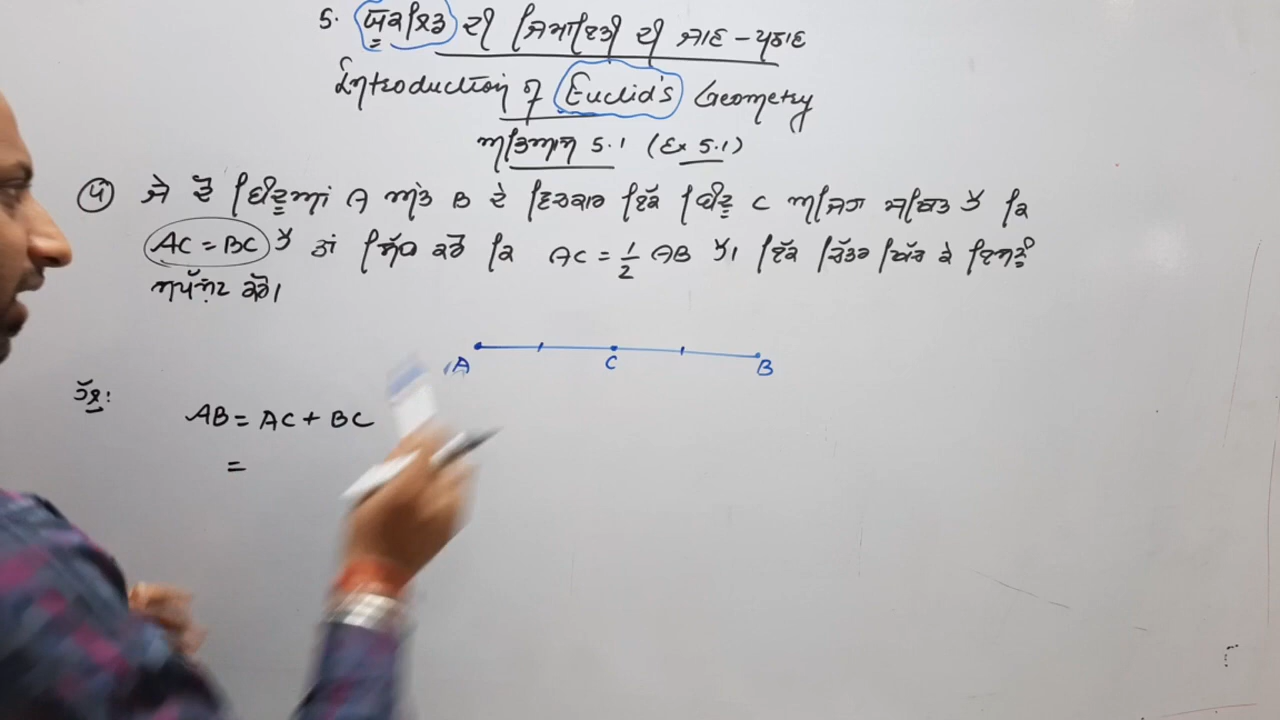 5. ਯੂਕਲਿਡ ਦੀ ਜਿਮਾਇਤੀ ਦੀ ਜਾਣ-ਪਛਾਣ
Introduction of Euclid's Geometry
ਅਭਿਆਸ 5.1 (Ex 5.1)
④ ਜੇ ਦੋ ਬਿੰਦੂਆਂ A ਅਤੇ B ਦੇ ਵਿਚਕਾਰ ਇੱਕ ਬਿੰਦੂ C ਅਜਿਹਾ ਸਥਿਤ ਹੈ ਕਿ
AC = BC ਹੈ ਤਾਂ ਸਿੱਧ ਕਰੋ ਕਿ AC = 1/2 AB ਹੈ। ਇੱਕ ਚਿੱਤਰ ਖਿੱਚ ਕੇ ਇਸਨੂੰ
ਸਪੱਸ਼ਟ ਕਰੋ।
A C B
ਹੱਲ:
AB = AC + BC
=